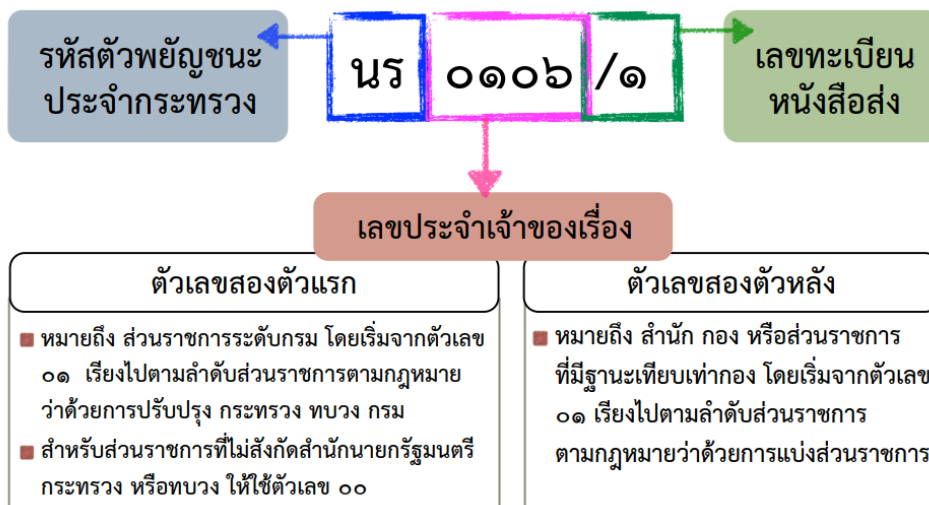 รหัสตัวพยัญชนะ
ประจำกระทรวง
นร ๐๑๐๖ /๑
เลขทะเบียน
หนังสือส่ง
เลขประจำเจ้าของเรื่อง
ตัวเลขสองตัวแรก
หมายถึง ส่วนราชการระดับกรม โดยเริ่มจากตัวเลข
๐๑ เรียงไปตามลำดับส่วนราชการตามกฎหมาย
ว่าด้วยการปรับปรุง กระทรวง ทบวง กรม
สำหรับส่วนราชการที่ไม่สังกัดสำนักนายกรัฐมนตรี
กระทรวง หรือทบวง ให้ใช้ตัวเลข ๐๐
ตัวเลขสองตัวหลัง
หมายถึง สำนัก กอง หรือส่วนราชการ
ที่มีฐานะเทียบเท่ากอง โดยเริ่มจากตัวเลข
๐๑ เรียงไปตามลำดับส่วนราชการ
ตามกฎหมายว่าด้วยการแบ่งส่วนราชการ